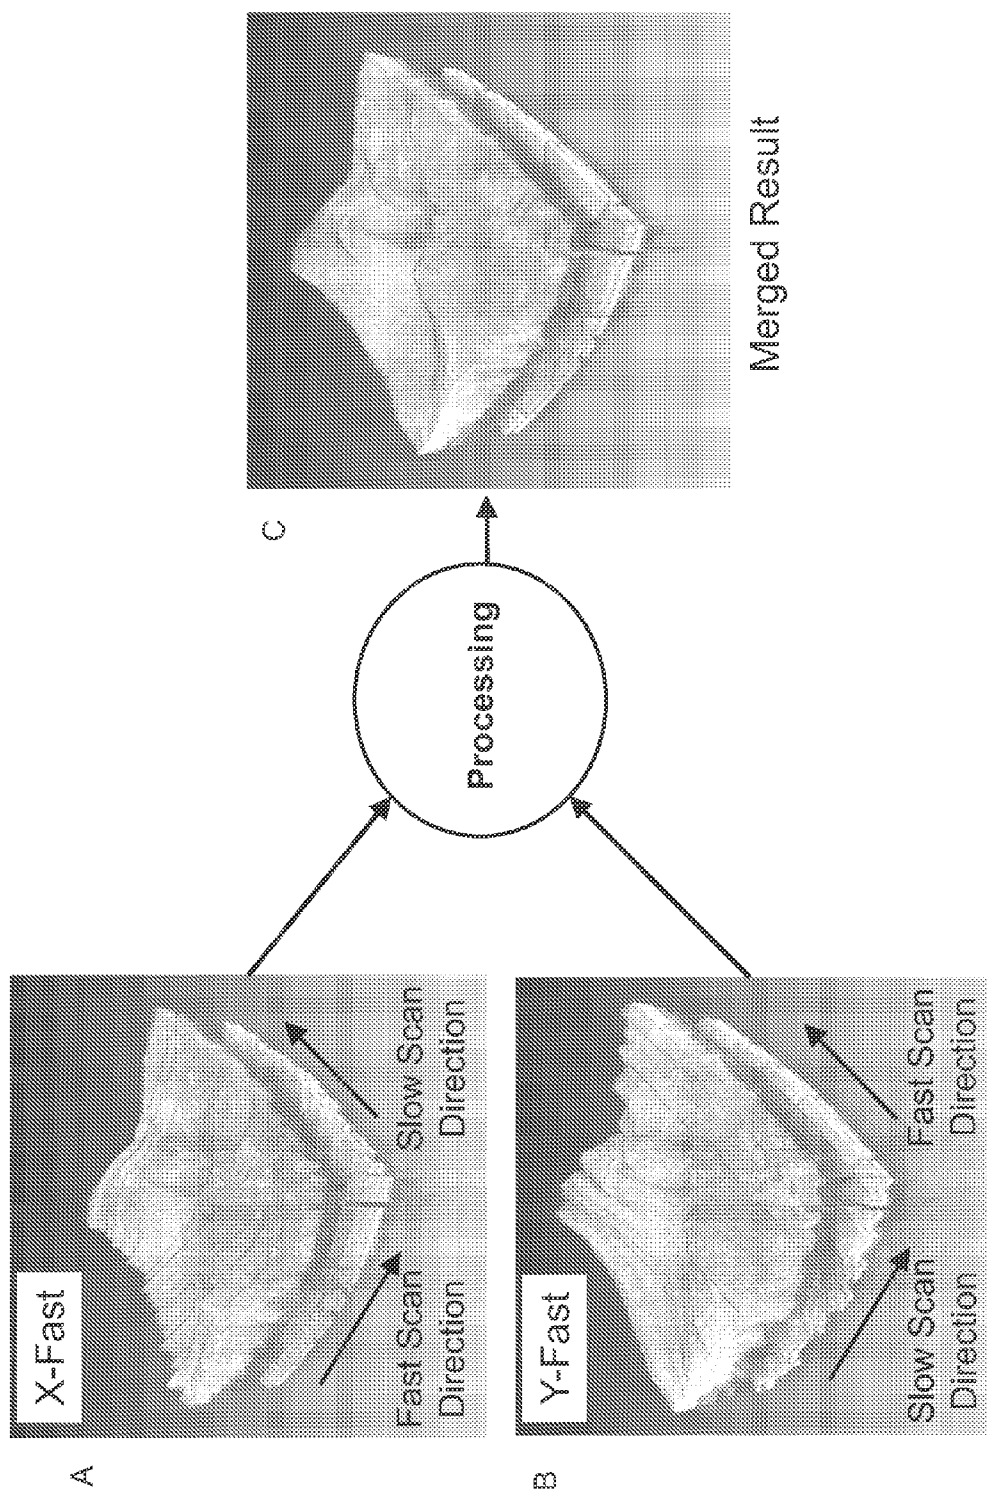 A
X-Fast
Fast Scan
Direction
Slow Scan
Direction
B
Y-Fast
Slow Scan
Direction
Fast Scan
Direction
Processing
C
Merged Result